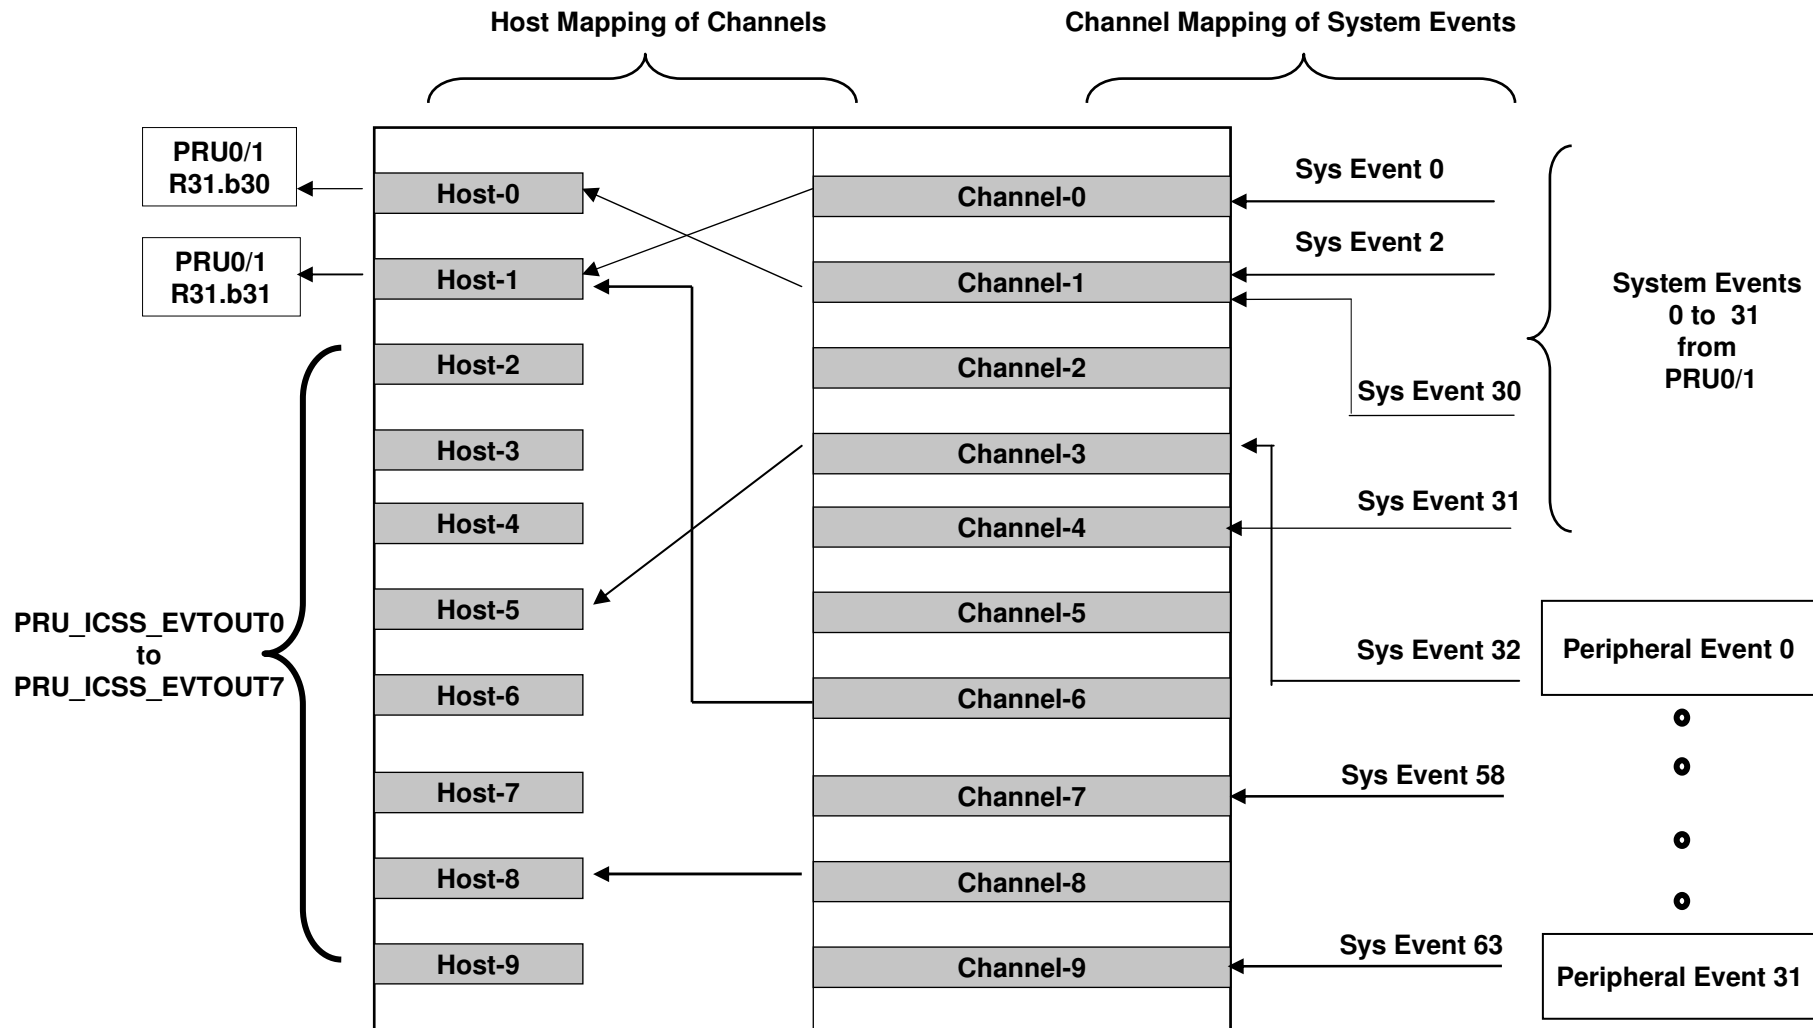 Host Mapping of Channels
Channel Mapping of System Events
PRU0/1
R31.b30
PRU0/1
R31.b31
PRU_ICSS_EVTOUT0
to
PRU_ICSS_EVTOUT7
Host-0
Host-1
Host-2
Host-3
Host-4
Host-5
Host-6
Host-7
Host-8
Host-9
Channel-0
Channel-1
Channel-2
Channel-3
Channel-4
Channel-5
Channel-6
Channel-7
Channel-8
Channel-9
Sys Event 0
Sys Event 2
Sys Event 30
Sys Event 31
Sys Event 32
Sys Event 58
Sys Event 63
System Events
0 to 31
from
PRU0/1
Peripheral Event 0
Peripheral Event 31